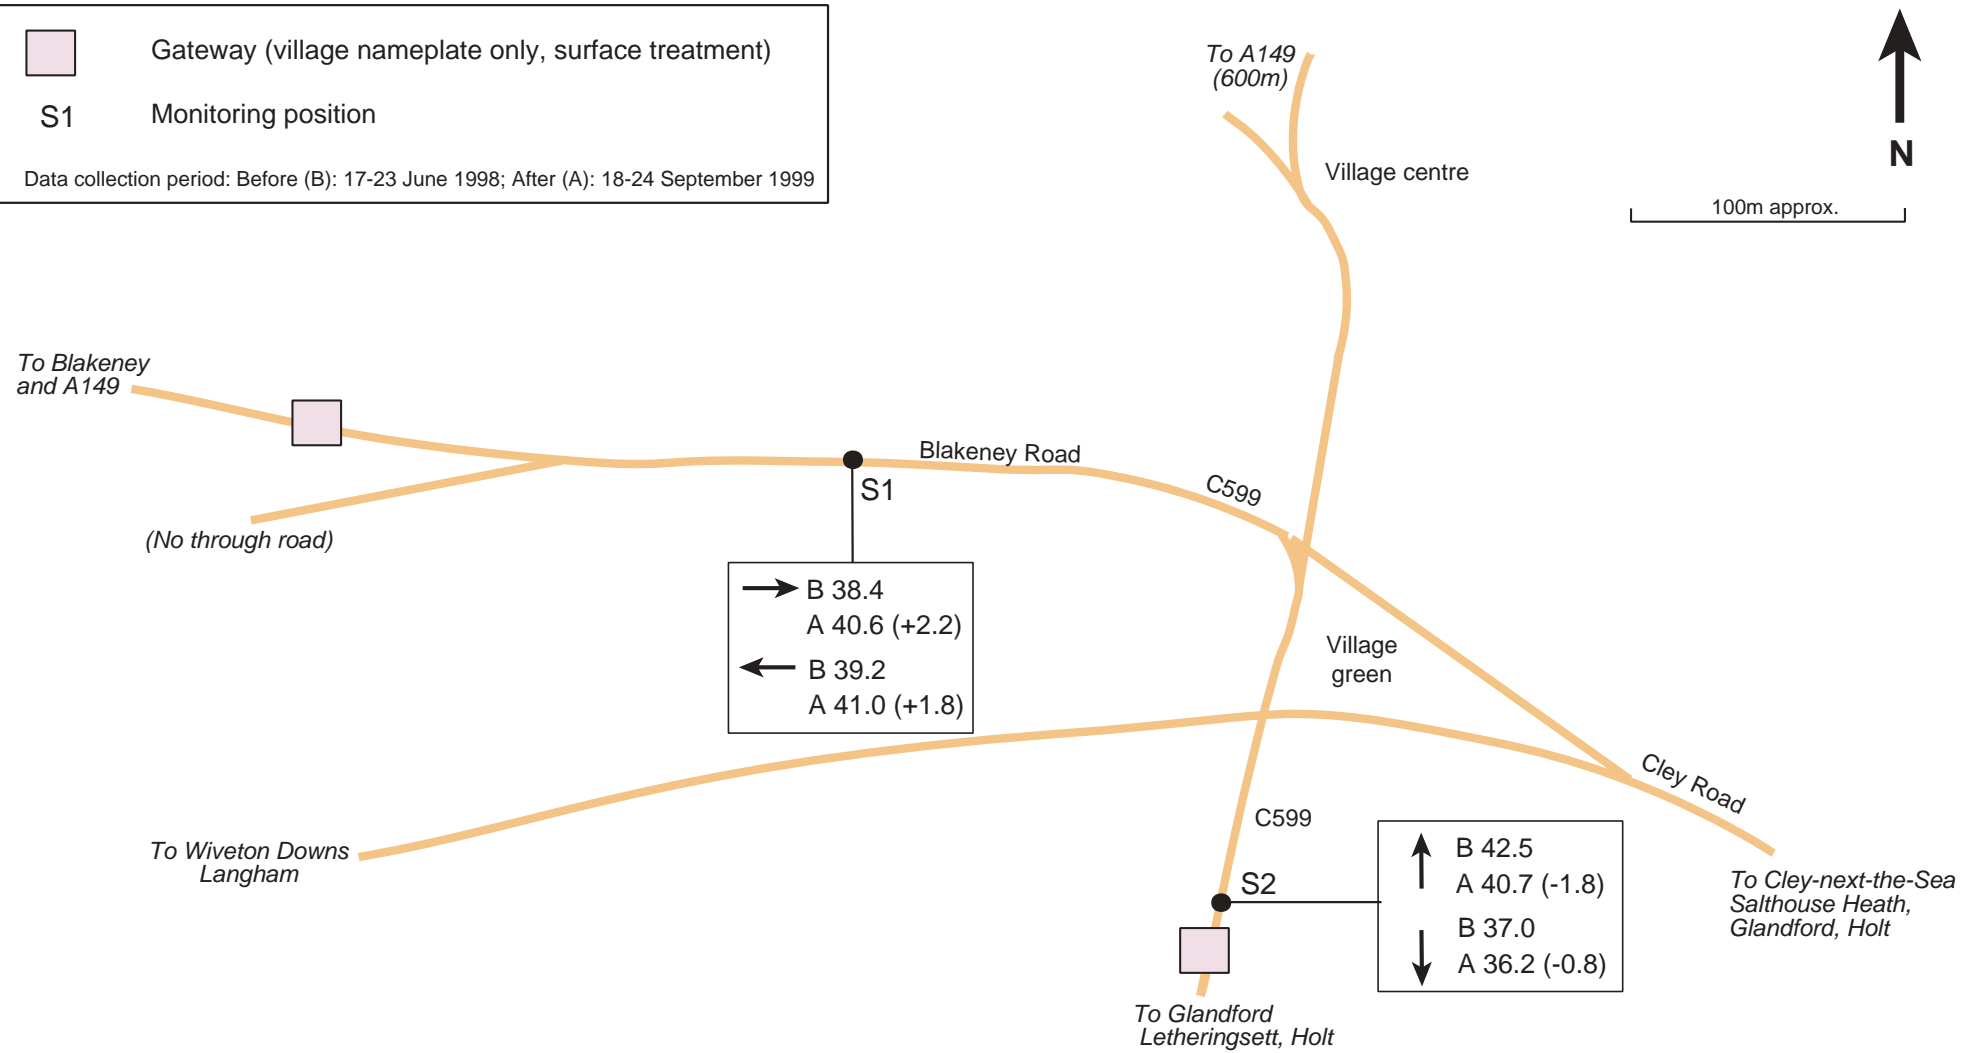 Gateway (village nameplate only, surface treatment)
S1 Monitoring position
Data collection period: Before (B): 17-23 June 1998; After (A): 18-24 September 1999
To A149
(600m)
N
Village centre
100m approx.
To Blakeney
and A149
Blakeney Road
C599
S1
(No through road)
B 38.4
A 40.6 (+2.2)
B 39.2
A 41.0 (+1.8)
Village
green
Cley Road
C599
To Wiveton Downs
Langham
S2
B 42.5
A 40.7 (-1.8)
B 37.0
A 36.2 (-0.8)
To Cley-next-the-Sea
Salthouse Heath,
Glandford, Holt
To Glandford
Letheringsett, Holt